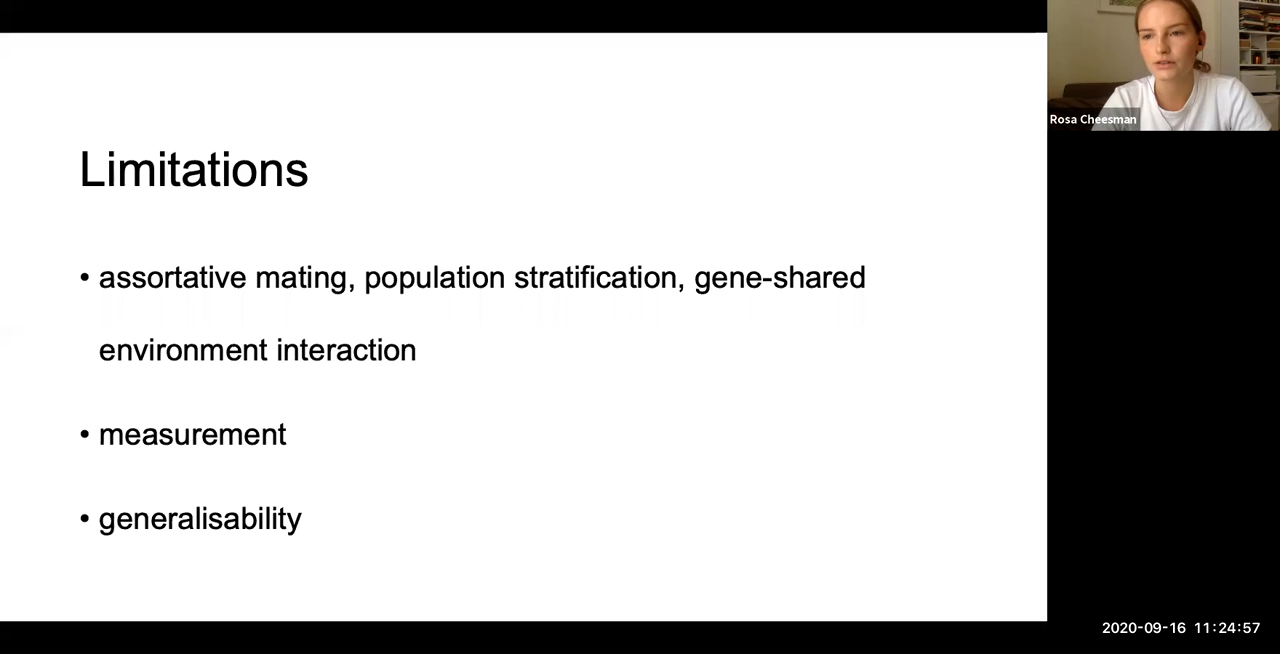 Limitations
• assortative mating, population stratification, gene-shared
environment interaction
• measurement
• generalisability
Rosa Cheesman
2020-09-16 11:24:57